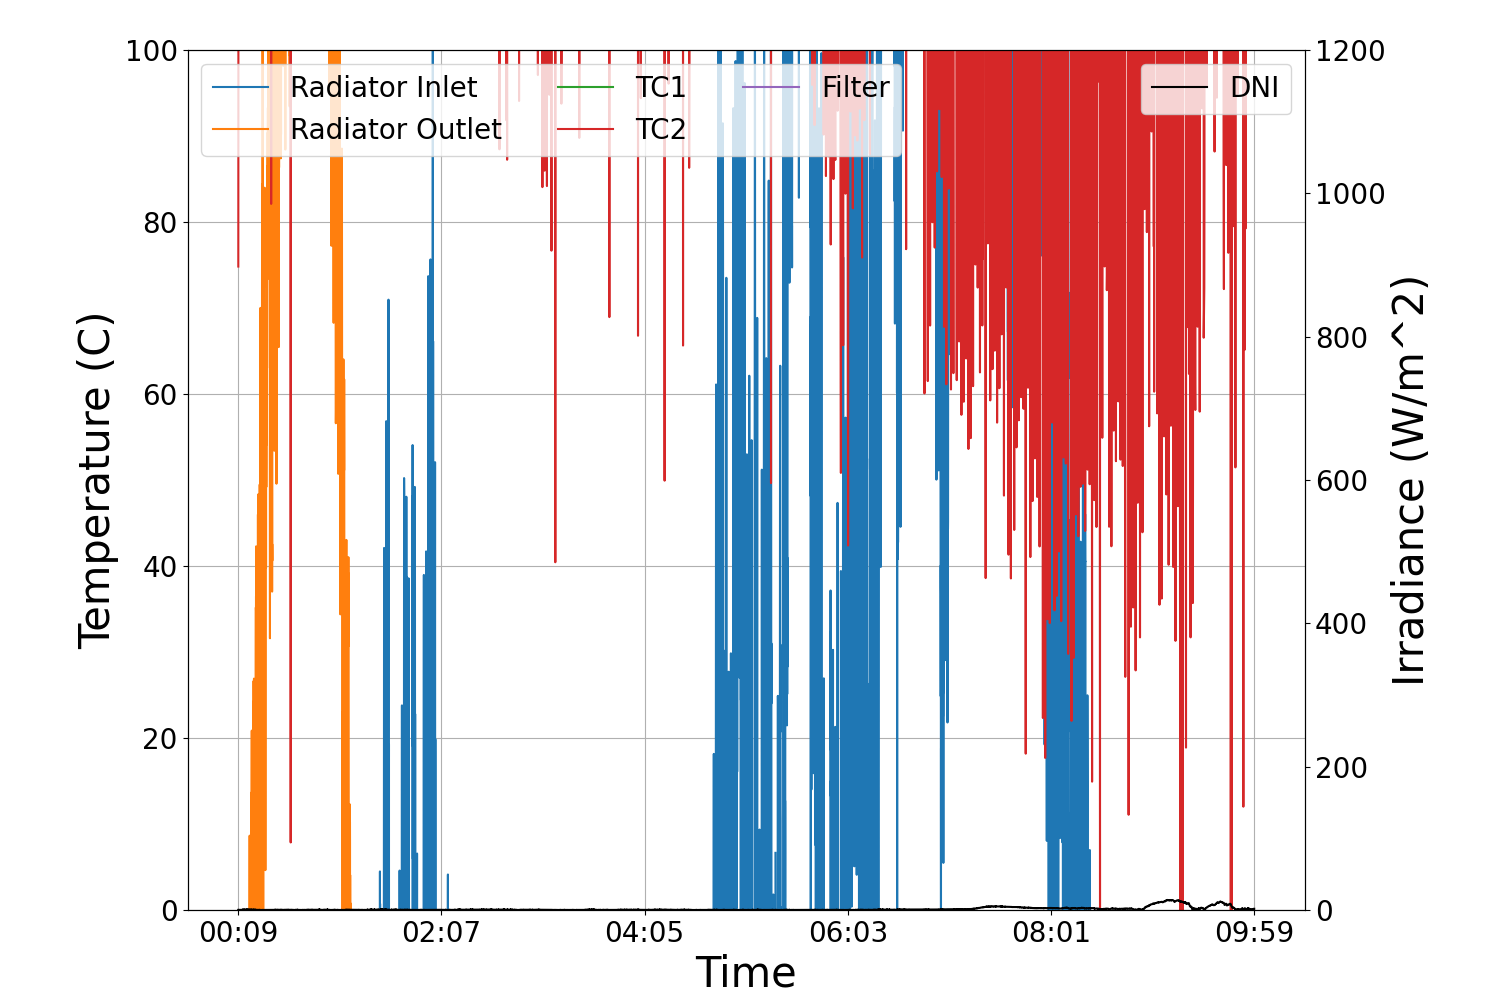 100
80
60
40
20
0
Temperature (C)
Radiator Inlet
Radiator Outlet
TC1
TC2
Filter
DNI
1200
1000
800
600
400
200
0
Irradiance (W/m^2)
00:09
02:07
04:05
06:03
08:01
09:59
Time